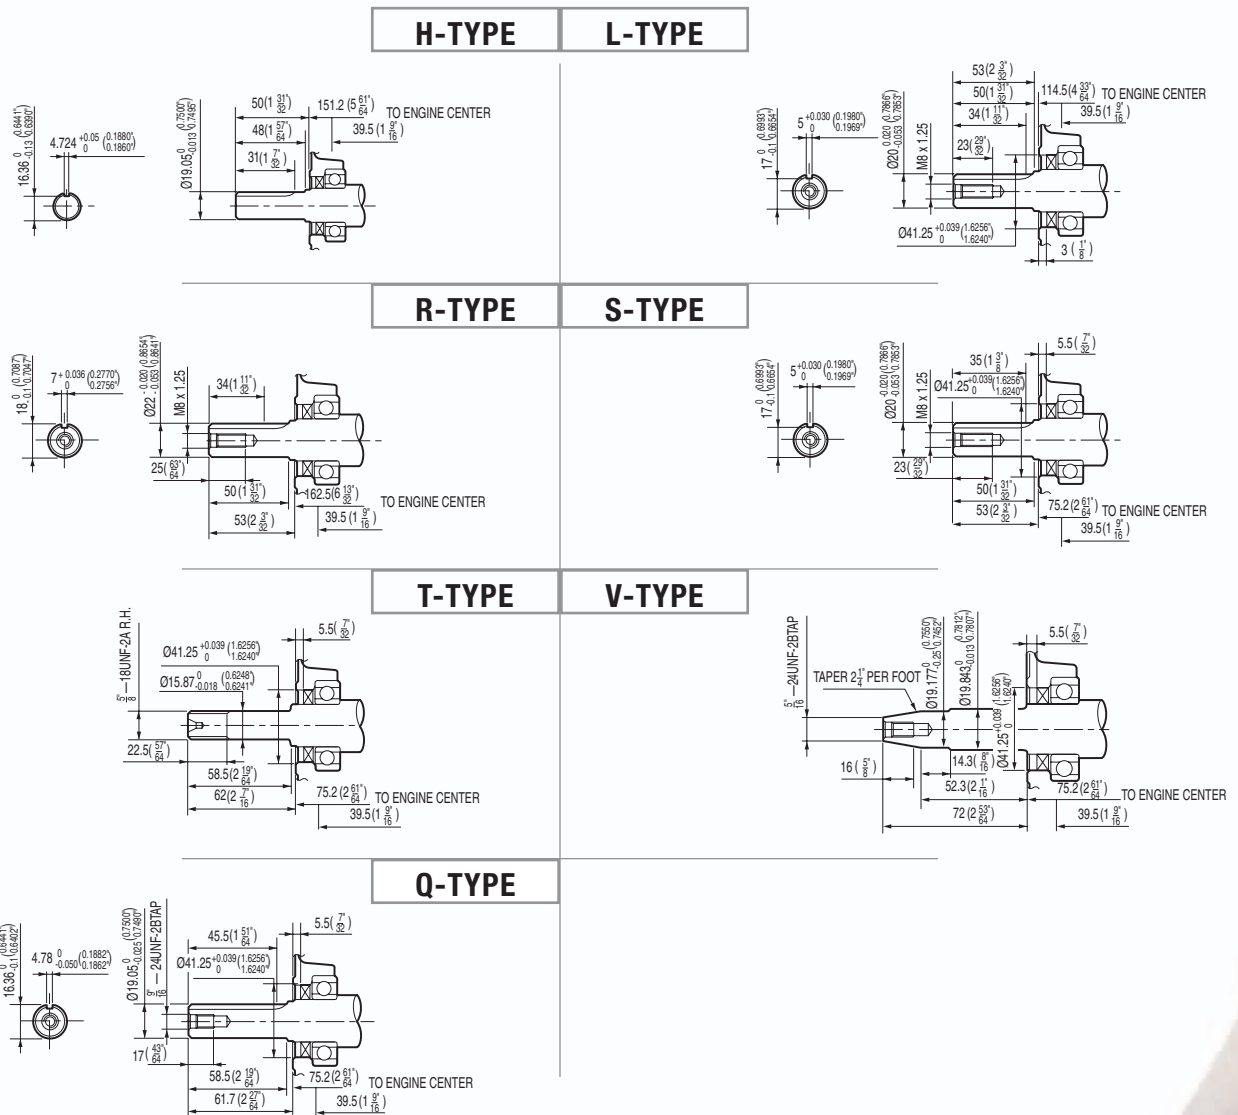 H-TYPE
16.36 0 -0.13 (0.6441" 0.6390")
4.724 +0.05 0 (0.1880" 0.1860")
Ø19.05 0 -0.013 (0.7500" 0.7495")
50(1 31/32")
48(1 57/64")
31(1 7/32")
151.2 (5 61/64") TO ENGINE CENTER
39.5 (1 9/16")
L-TYPE
17 0 -0.1 (0.6993" 0.6654")
5 +0.030 0 (0.1980" 0.1969")
Ø20 0.020 -0.053 (0.7866" 0.7853")
M8 x 1.25
53(2 3/32")
50(1 31/32")
34(1 11/32")
23(29/32")
114.5(4 33/64") TO ENGINE CENTER
39.5 (1 9/16")
Ø41.25 +0.039 0 (1.6256" 1.6240")
3 (1/8")
R-TYPE
18 0 -0.1 (0.7087" 0.7047")
7 +0.036 0 (0.2770" 0.2756")
Ø22 -0.020 -0.053 (0.8654" 0.8641")
M8 x 1.25
34(1 11/32")
25(63/64")
50(1 31/32")
53(2 3/32")
162.5(6 13/32") TO ENGINE CENTER
39.5 (1 9/16")
S-TYPE
17 0 -0.1 (0.6993" 0.6654")
5 +0.030 0 (0.1980" 0.1969")
Ø20 -0.020 -0.053 (0.7866" 0.7853")
M8 x 1.25
5.5(7/32")
35(1 3/8")
Ø41.25 +0.039 0 (1.6256" 1.6240")
23(29/32")
50(1 31/32")
53(2 3/32")
75.2 (2 61/64") TO ENGINE CENTER
39.5 (1 9/16")
T-TYPE
5/8"—18UNF-2A R.H.
5.5(7/32")
Ø41.25 +0.039 0 (1.6256" 1.6240")
Ø15.87 0 -0.018 (0.6248" 0.6241")
22.5(57/64")
58.5(2 19/64")
62(2 7/16")
75.2 (2 61/64") TO ENGINE CENTER
39.5 (1 9/16")
V-TYPE
5/16"—24UNF-2BTAP
TAPER 2 1/4" PER FOOT
Ø19.177 0 -0.25 (0.7550" 0.7452")
Ø19.843 0 -0.013 (0.7812" 0.7807")
Ø41.25 +0.039 0 (1.6256" 1.6240")
5.5(7/32")
16 (5/8")
14.3(9/16")
52.3(2 1/16")
72 (2 53/64")
75.2 (2 61/64") TO ENGINE CENTER
39.5 (1 9/16")
Q-TYPE
16.36 0 -0.1 (0.6441" 0.6402")
4.78 0 -0.050 (0.1882" 0.1862")
Ø19.05 0 -0.025 (0.7500" 0.7490")
9/16" — 24UNF-2BTAP
45.5(1 51/64")
5.5(7/32")
Ø41.25 +0.039 0 (1.6256" 1.6240")
17(43/64")
58.5(2 19/64")
61.7 (2 27/64")
75.2 (2 61/64") TO ENGINE CENTER
39.5 (1 9/16")